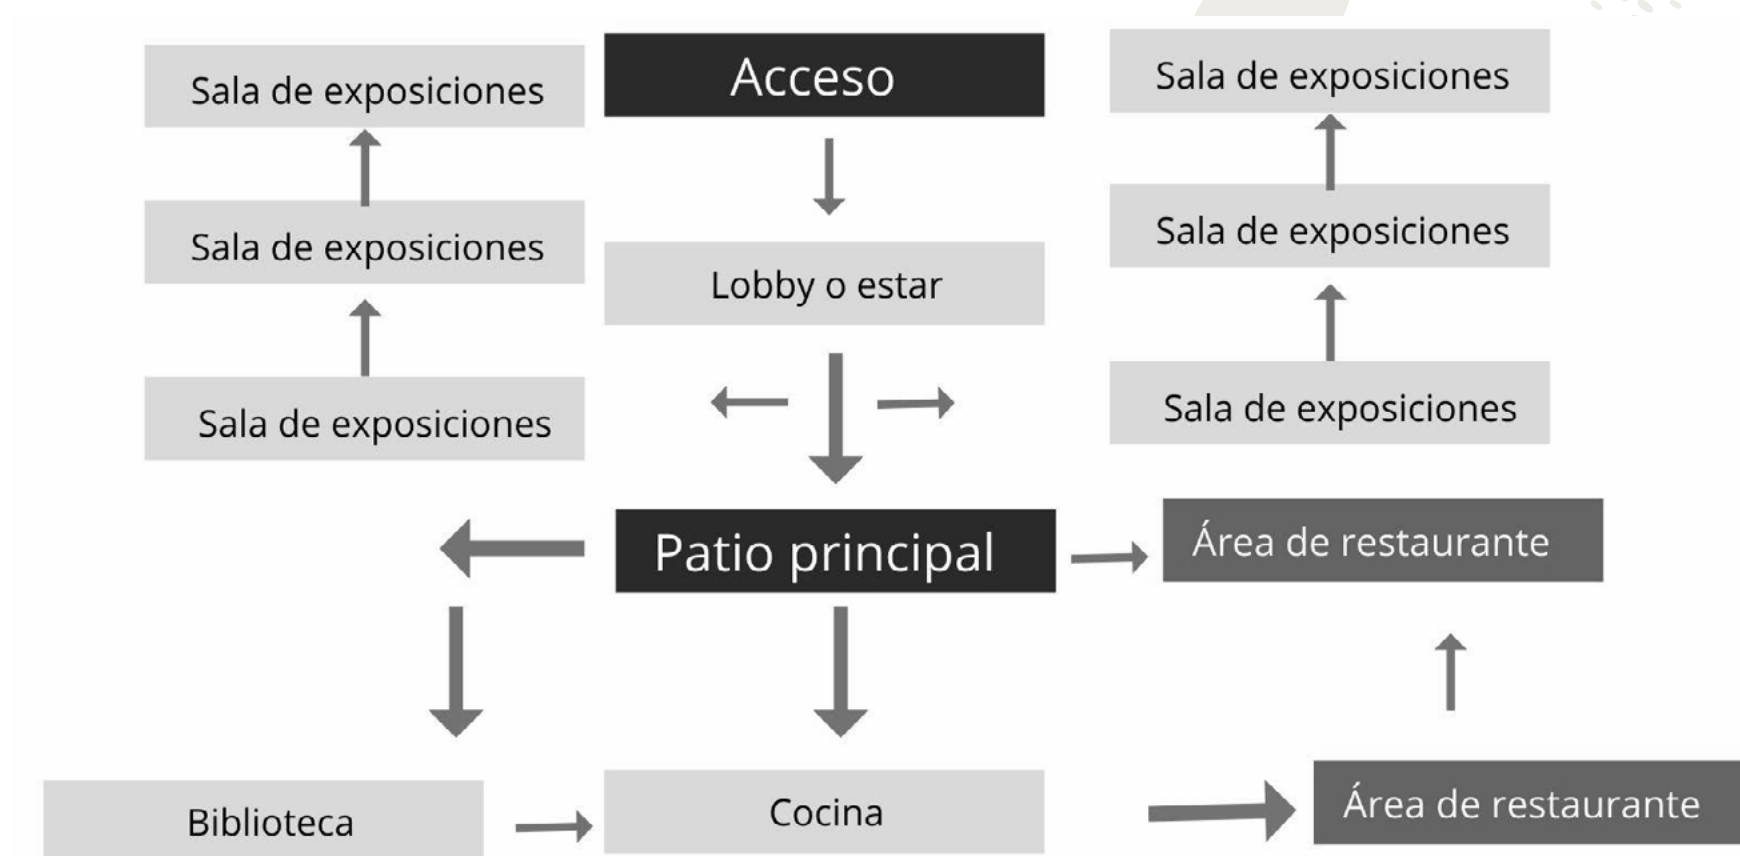 Sala de exposiciones
Acceso
Sala de exposiciones
Sala de exposiciones
Lobby o estar
Sala de exposiciones
Sala de exposiciones
Sala de exposiciones
Patio principal
Área de restaurante
Biblioteca
Cocina
Área de restaurante